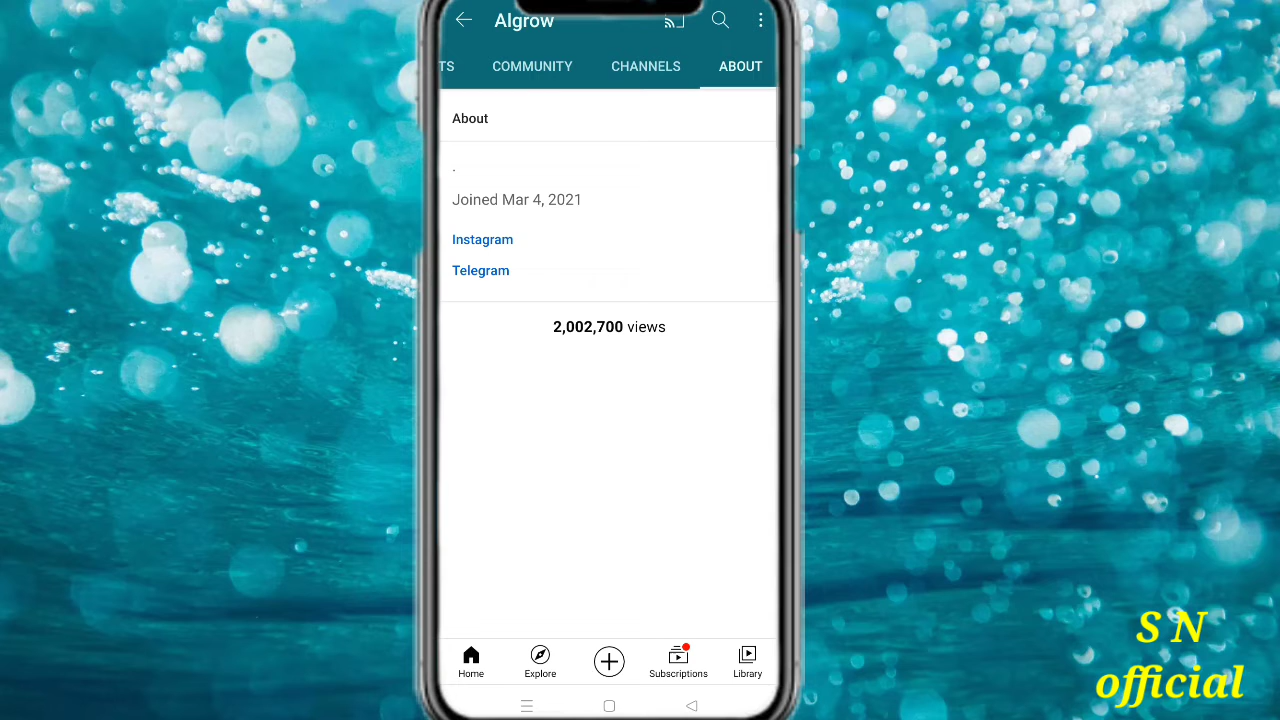 Algrow
TS COMMUNITY CHANNELS ABOUT
About
.
Joined Mar 4, 2021
Instagram
Telegram
2,002,700 views
Home Explore Subscriptions Library
S N
official